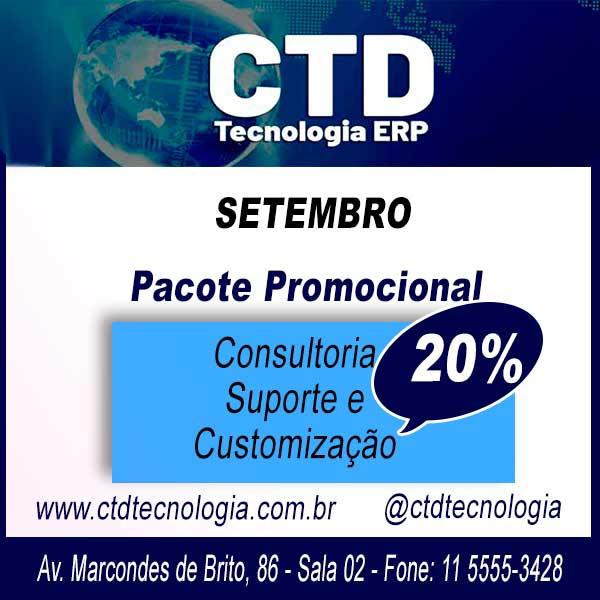 CTD
Tecnologia ERP
SETEMBRO
Pacote Promocional
Consultoria
20%
Suporte e
Customização
www.ctdtecnologia.com.br @ctdtecnologia
Av. Marcondes de Brito, 86 - Sala 02 - Fone: 11 5555-3428